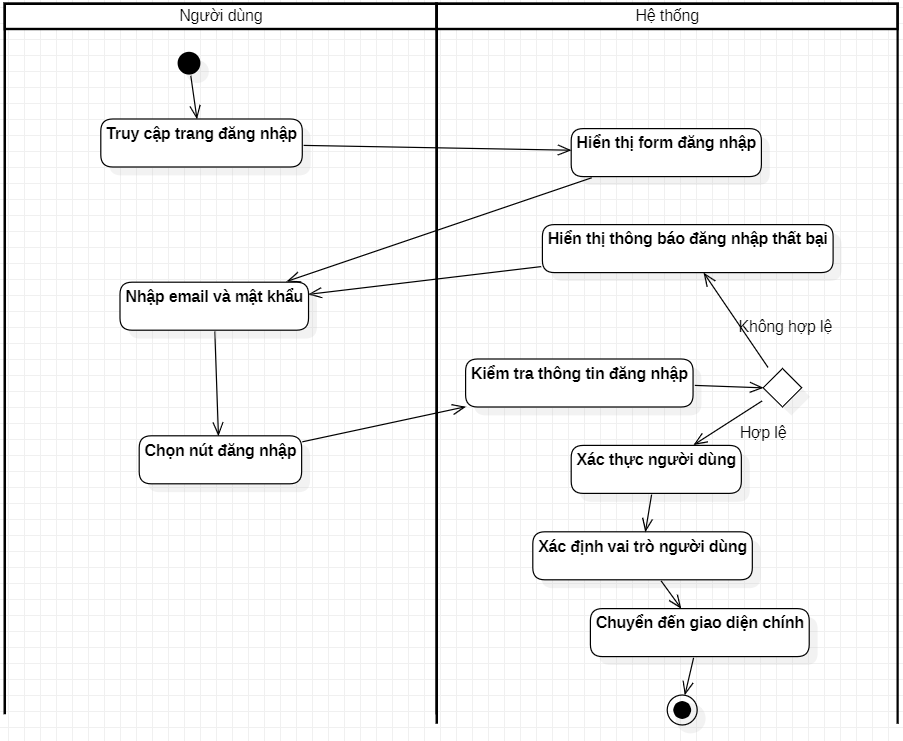 Người dùng
Hệ thống
Truy cập trang đăng nhập
Hiển thị form đăng nhập
Hiển thị thông báo đăng nhập thất bại
Nhập email và mật khẩu
Không hợp lệ
Kiểm tra thông tin đăng nhập
Hợp lệ
Chọn nút đăng nhập
Xác thực người dùng
Xác định vai trò người dùng
Chuyển đến giao diện chính